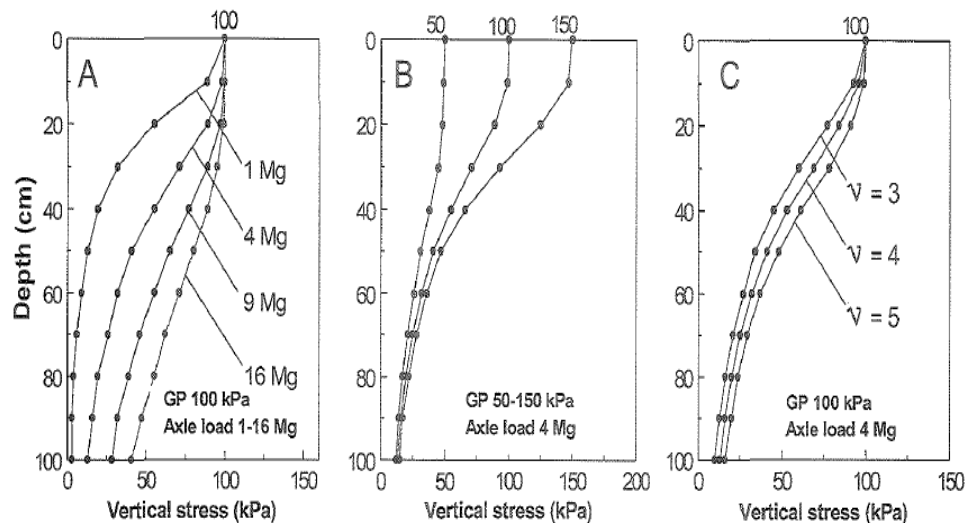 100
50 100 150
100
0
20
40
60
80
100
Depth (cm)
A
1 Mg
4 Mg
9 Mg
16 Mg
GP 100 kPa
Axle load 1-16 Mg
0 50 100 150
Vertical stress (kPa)
0
20
40
60
80
100
B
GP 50-150 kPa
Axle load 4 Mg
0 50 100 150 200
Vertical stress (kPa)
0
20
40
60
80
100
C
ν = 3
ν = 4
ν = 5
GP 100 kPa
Axle load 4 Mg
0 50 100 150
Vertical stress (kPa)